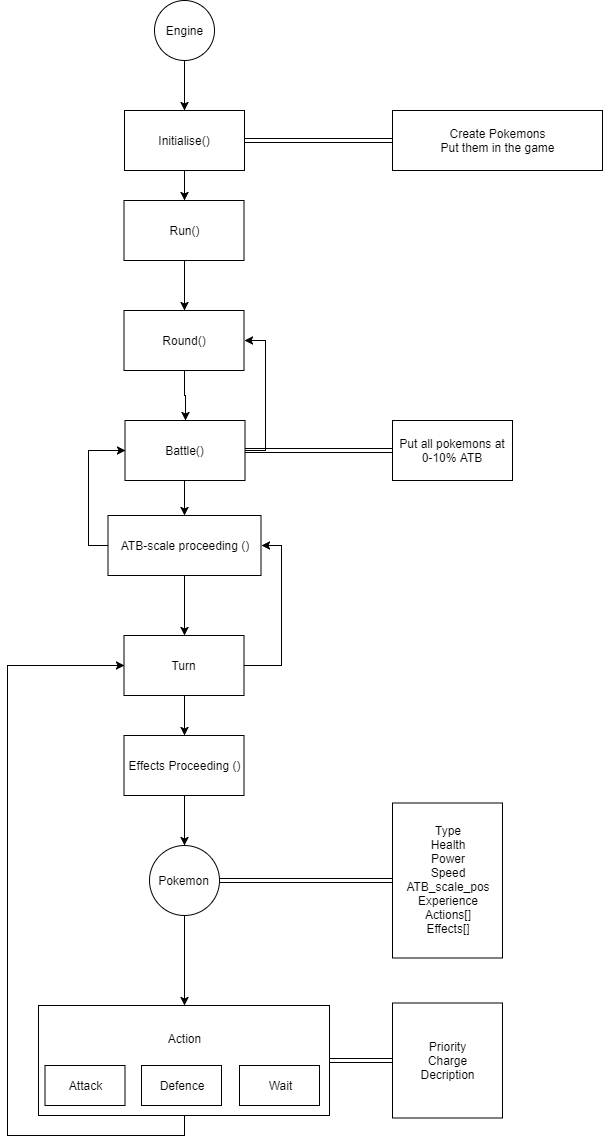 Engine
Initialise()
Create Pokemons
Put them in the game
Run()
Round()
Battle()
Put all pokemons at
0-10% ATB
ATB-scale proceeding ()
Turn
Effects Proceeding ()
Pokemon
Type
Health
Power
Speed
ATB_scale_pos
Experience
Actions[]
Effects[]
Action
Attack
Defence
Wait
Priority
Charge
Decription